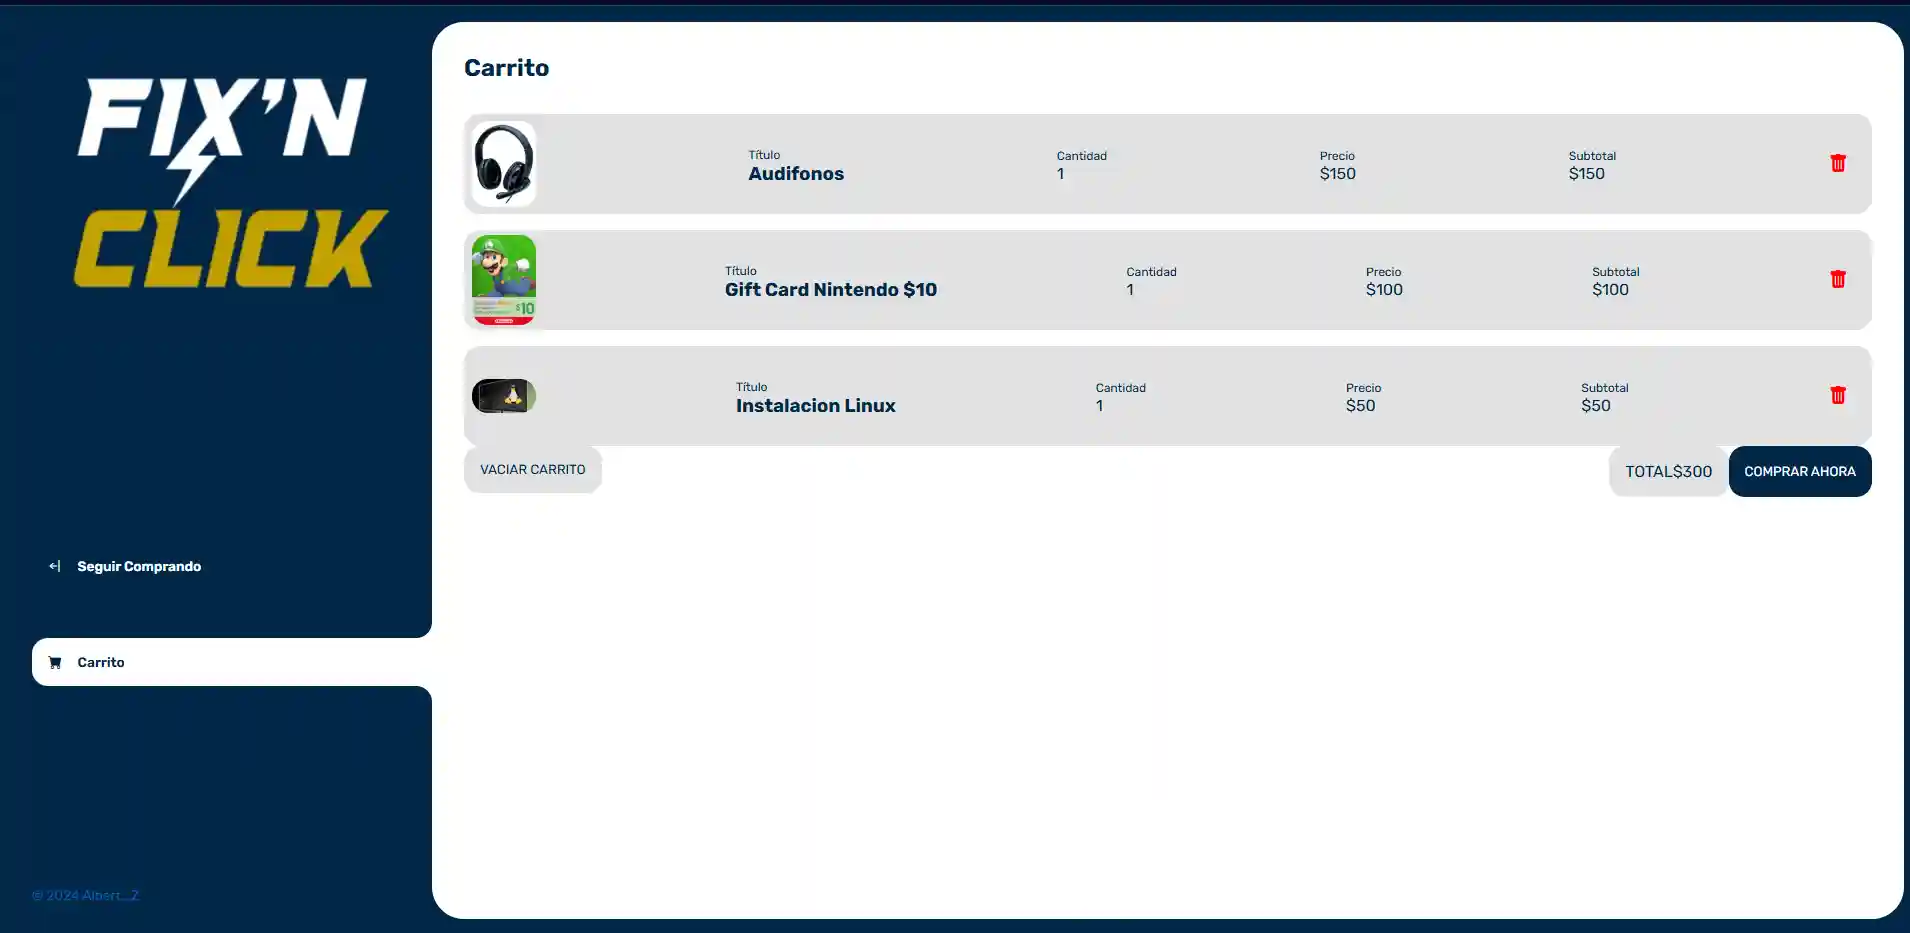 FIX'N
CLICK
Seguir Comprando
Carrito
© 2024 Albert_Z
Carrito
Título
Audifonos
Cantidad
1
Precio
$150
Subtotal
$150
Título
Gift Card Nintendo $10
Cantidad
1
Precio
$100
Subtotal
$100
$10
Título
Instalacion Linux
Cantidad
1
Precio
$50
Subtotal
$50
VACIAR CARRITO
TOTAL$300
COMPRAR AHORA